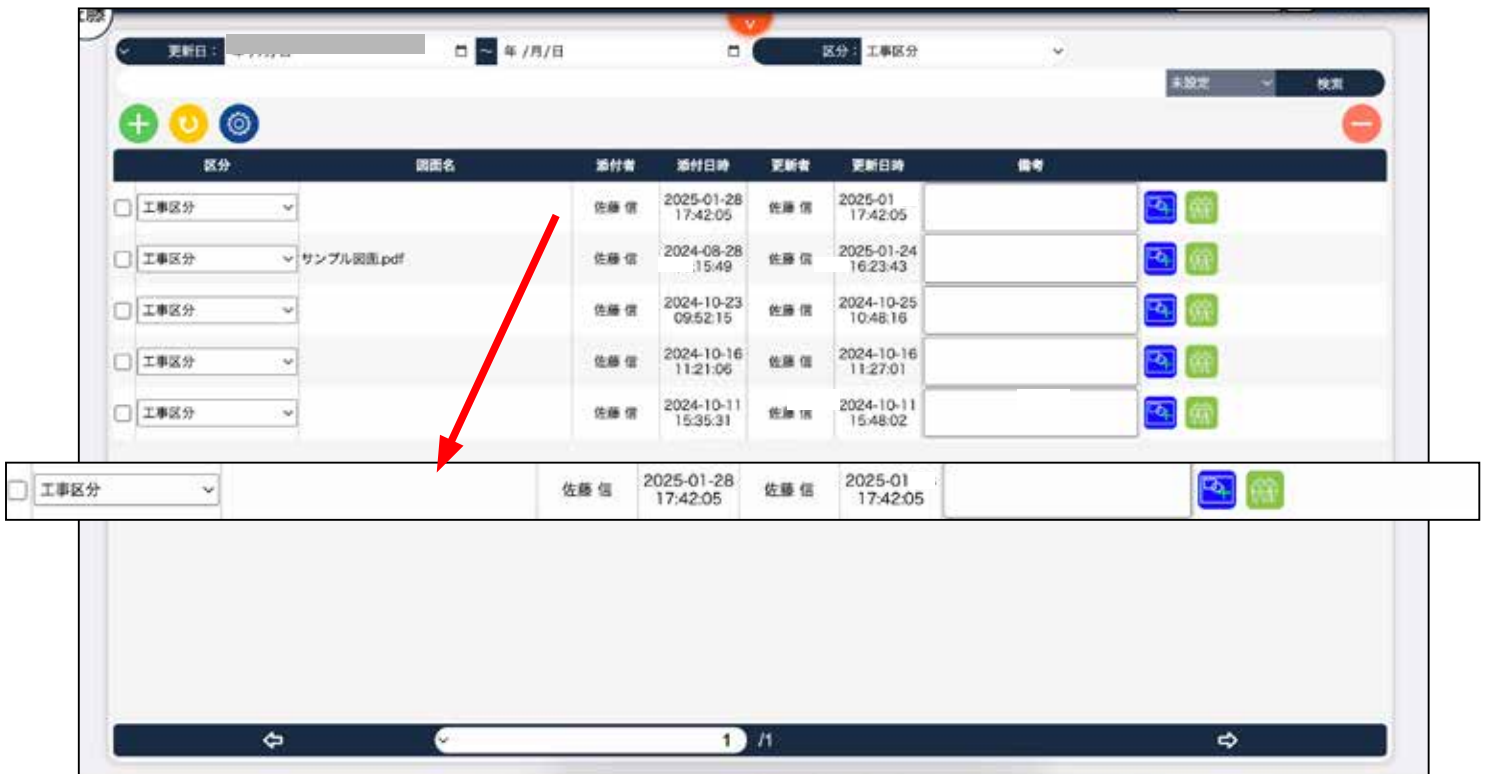 更新日：
～ 年 /月/日
区分： 工事区分
未設定 検索
区分 図面名 添付者 添付日時 更新者 更新日時 備考
工事区分 佐藤 信 2025-01-28 17:42:05 佐藤 信 2025-01 17:42:05
工事区分 サンプル図面.pdf 佐藤 信 2024-08-28 :15:49 佐藤 信 2025-01-24 16:23:43
工事区分 佐藤 信 2024-10-23 09:52:15 佐藤 信 2024-10-25 10:48:16
工事区分 佐藤 信 2024-10-16 11:21:06 佐藤 信 2024-10-16 11:27:01
工事区分 佐藤 信 2024-10-11 15:35:31 佐藤 信 2024-10-11 15:48:02
工事区分 佐藤 信 2025-01-28 17:42:05 佐藤 信 2025-01 17:42:05
1 /1